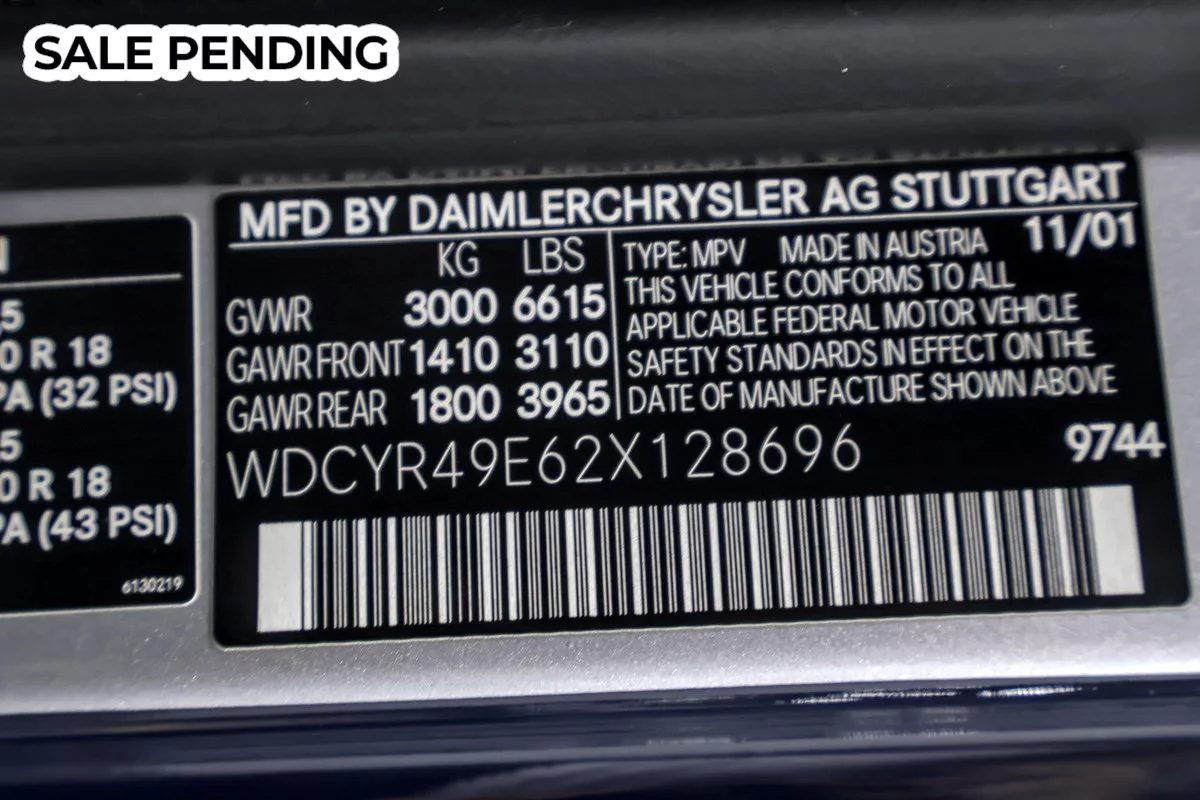 SALE PENDING
MFD BY DAIMLERCHRYSLER AG STUTTGART
11/01
KG LBS
GVWR 3000 6615
GAWR FRONT 1410 3110
GAWR REAR 1800 3965
TYPE: MPV MADE IN AUSTRIA
THIS VEHICLE CONFORMS TO ALL
APPLICABLE FEDERAL MOTOR VEHICLE
SAFETY STANDARDS IN EFFECT ON THE
DATE OF MANUFACTURE SHOWN ABOVE
WDCYR49E62X128696
9744
5
0 R 18
PA (32 PSI)
5
0 R 18
PA (43 PSI)
6130219